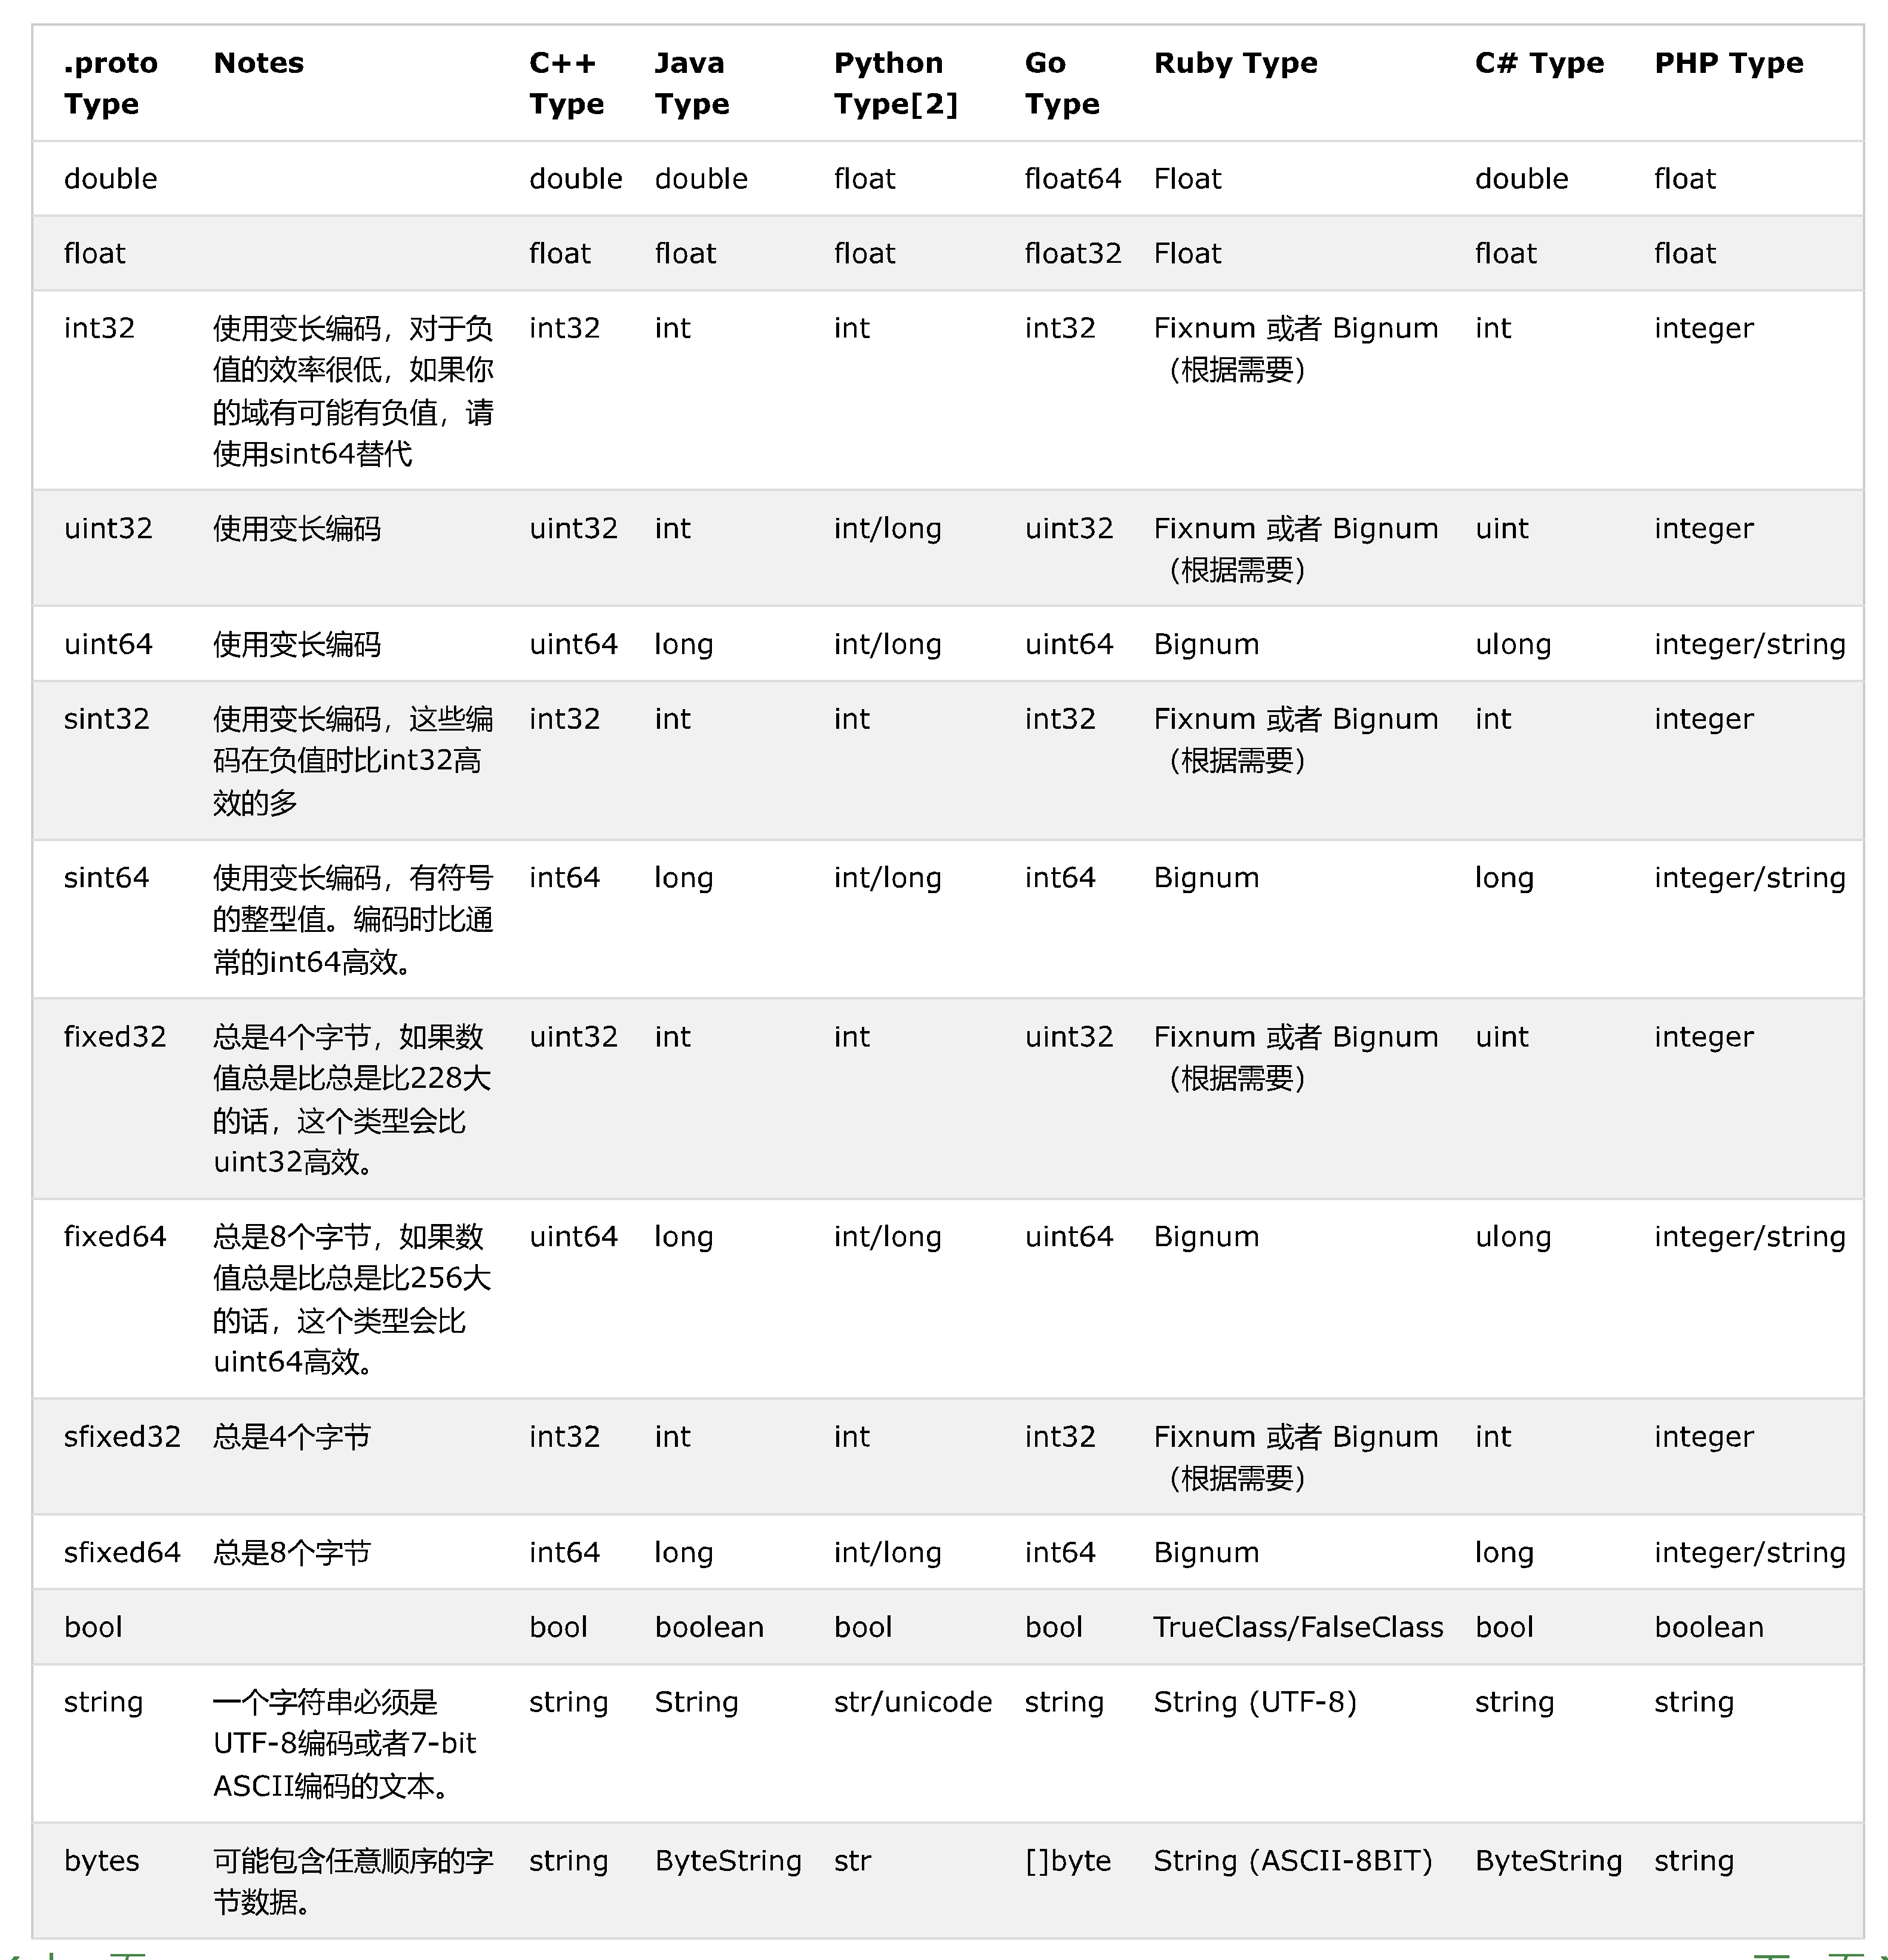 .proto Type Notes C++ Type Java Type Python Type[2] Go Type Ruby Type C# Type PHP Type
double double double float float64 Float double float
float float float float float32 Float float float
int32 使用变长编码，对于负 int32 int int int32 Fixnum 或者 Bignum int integer
值的效率很低，如果你 （根据需要）
的域有可能有负值，请
使用sint64替代
uint32 使用变长编码 uint32 int int/long uint32 Fixnum 或者 Bignum uint integer
（根据需要）
uint64 使用变长编码 uint64 long int/long uint64 Bignum ulong integer/string
sint32 使用变长编码，这些编 int32 int int int32 Fixnum 或者 Bignum int integer
码在负值时比int32高 （根据需要）
效的多
sint64 使用变长编码，有符号 int64 long int/long int64 Bignum long integer/string
的整型值。编码时比通
常的int64高效。
fixed32 总是4个字节，如果数 uint32 int int uint32 Fixnum 或者 Bignum uint integer
值总是比总是比228大 （根据需要）
的话，这个类型会比
uint32高效。
fixed64 总是8个字节，如果数 uint64 long int/long uint64 Bignum ulong integer/string
值总是比总是比256大
的话，这个类型会比
uint64高效。
sfixed32 总是4个字节 int32 int int int32 Fixnum 或者 Bignum int integer
（根据需要）
sfixed64 总是8个字节 int64 long int/long int64 Bignum long integer/string
bool bool boolean bool bool TrueClass/FalseClass bool boolean
string 一个字符串必须是 string String str/unicode string String (UTF-8) string string
UTF-8编码或者7-bit
ASCII编码的文本。
bytes 可能包含任意顺序的字 string ByteString str []byte String (ASCII-8BIT) ByteString string
节数据。